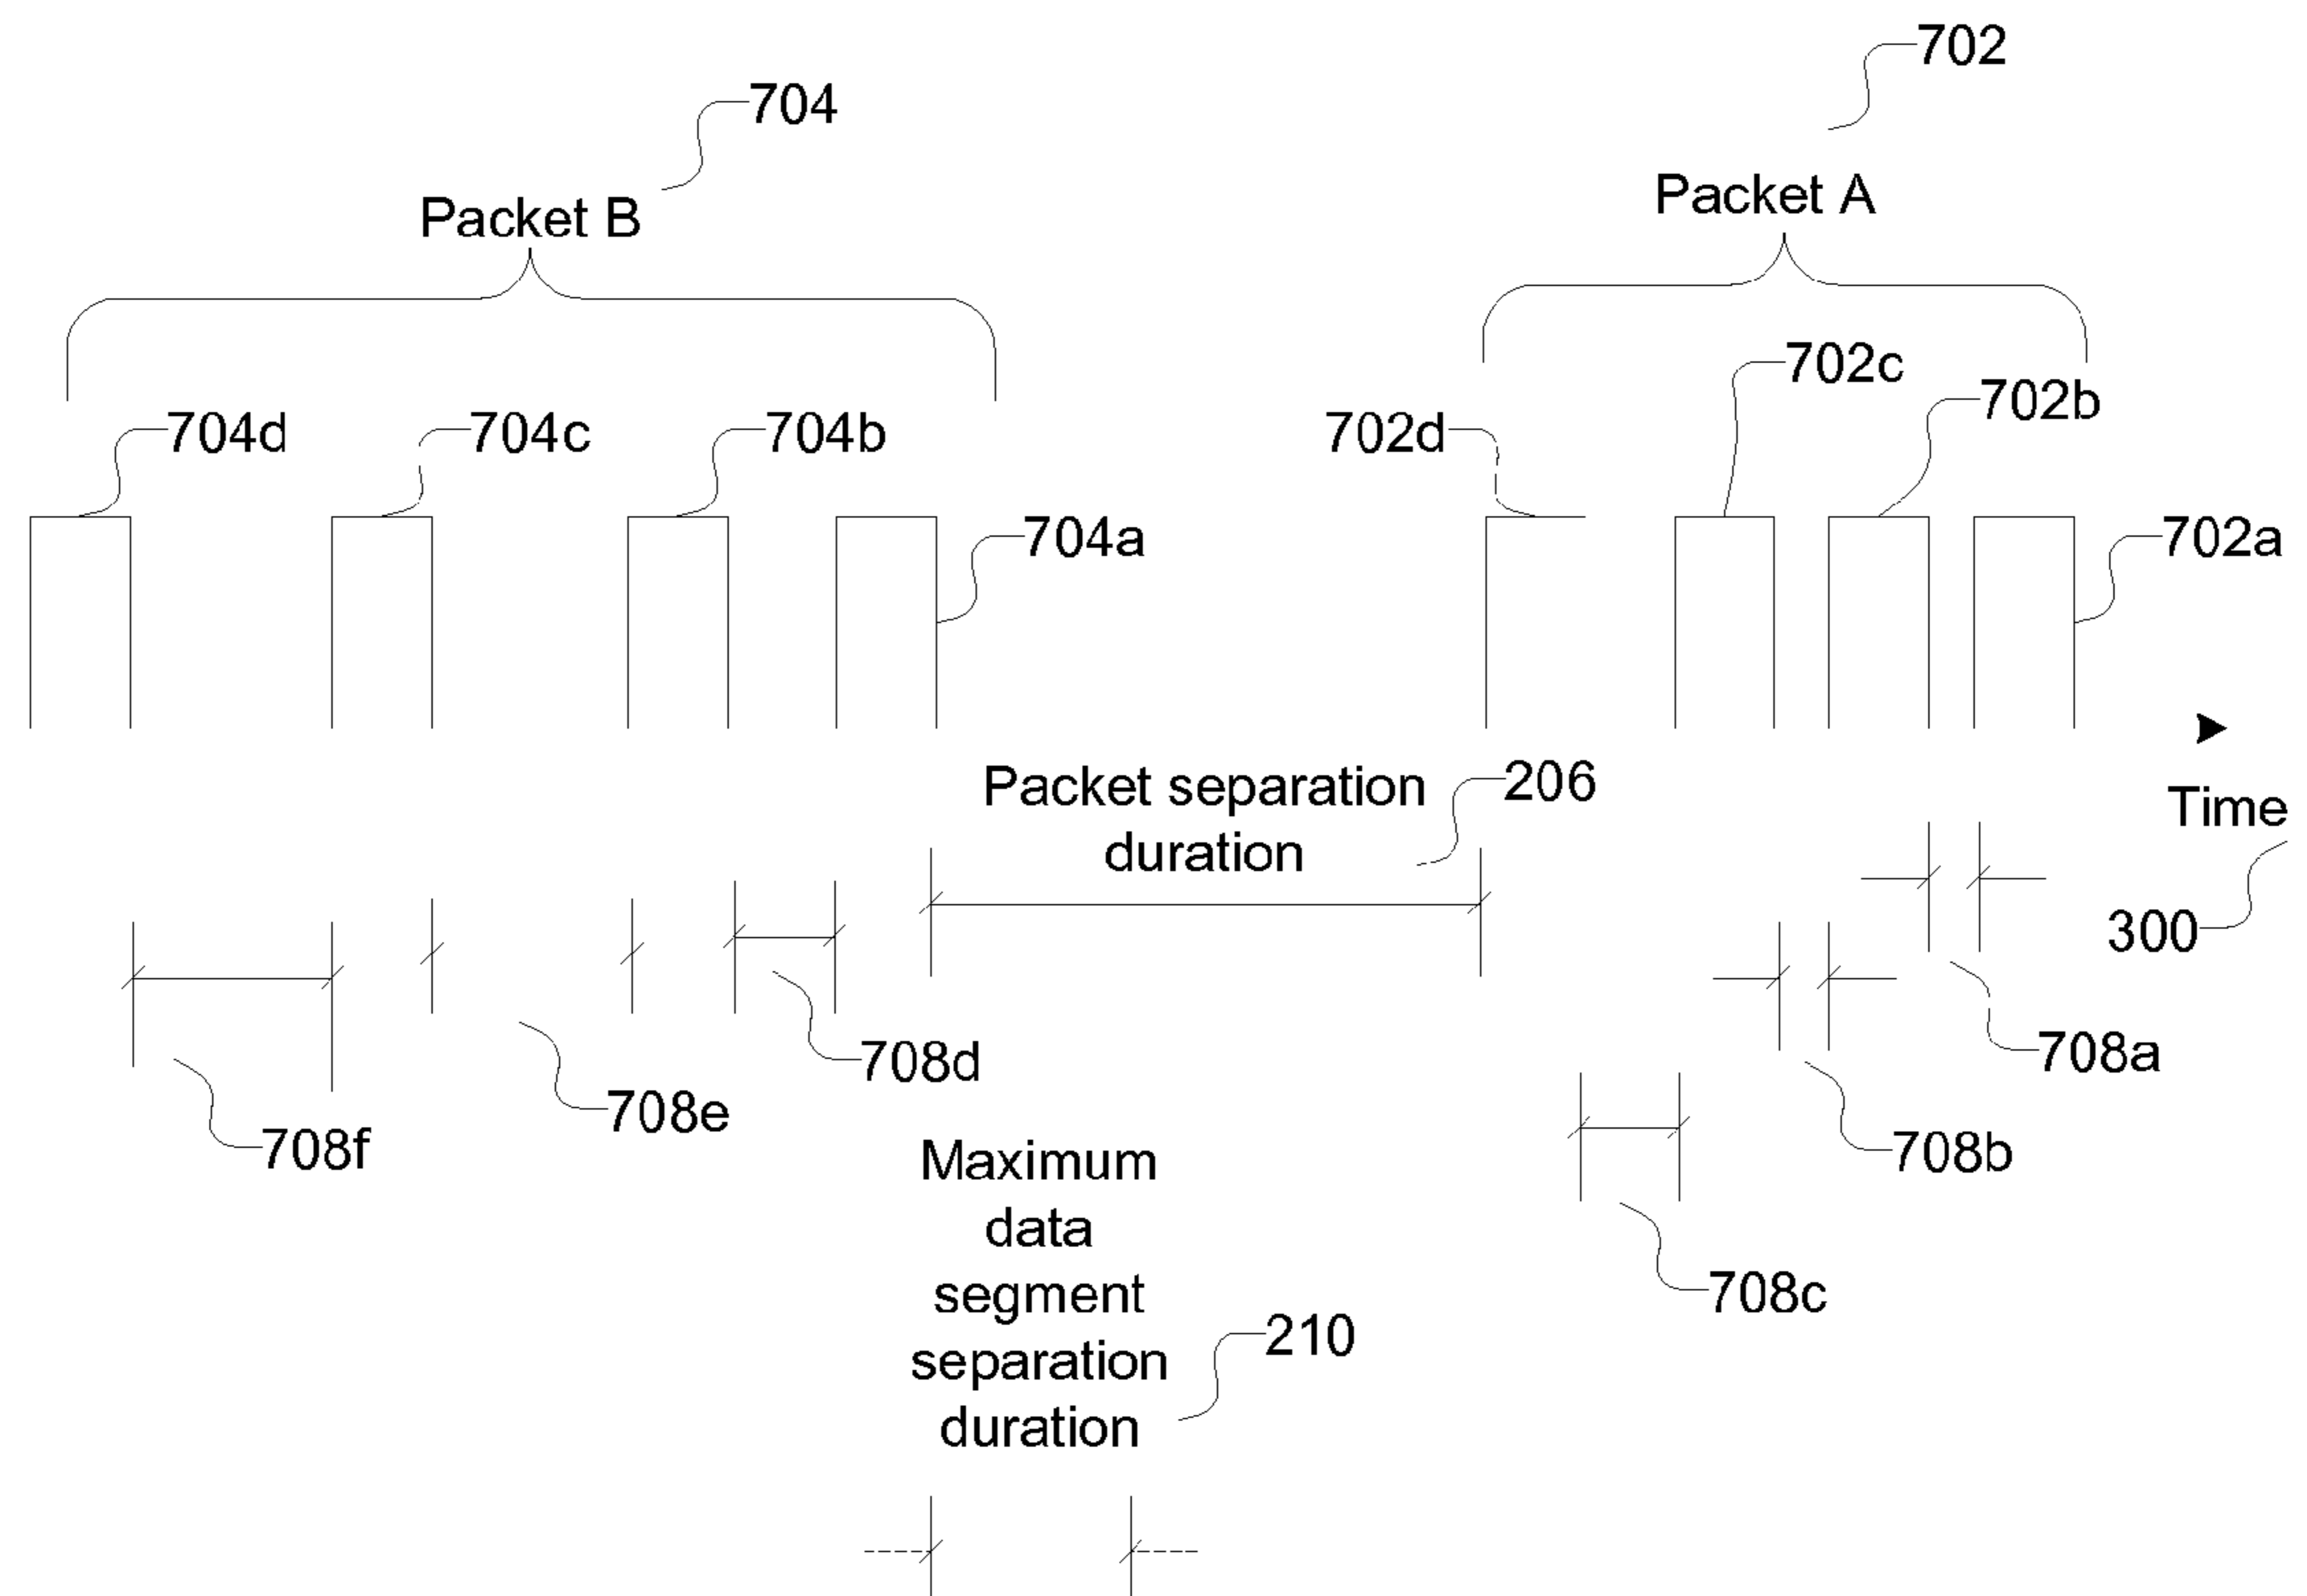 702
704
Packet A
Packet B
702c
702b
704d
704c
704b
702d
704a
702a
Packet separation
duration
206
Time
300
708d
708a
708e
708f
708b
Maximum
data
segment
separation
duration
708c
210